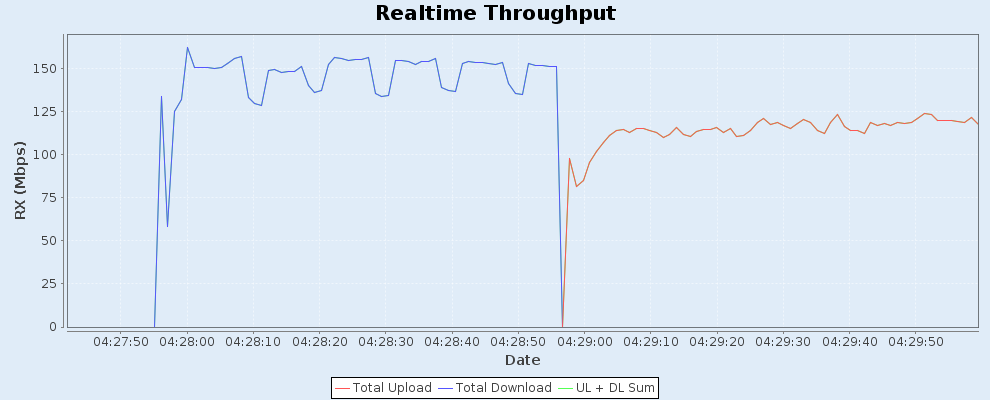 Realtime Throughput
RX (Mbps)
150
125
100
75
50
25
0
04:27:50 04:28:00 04:28:10 04:28:20 04:28:30 04:28:40 04:28:50 04:29:00 04:29:10 04:29:20 04:29:30 04:29:40 04:29:50
Date
Total Upload Total Download UL + DL Sum